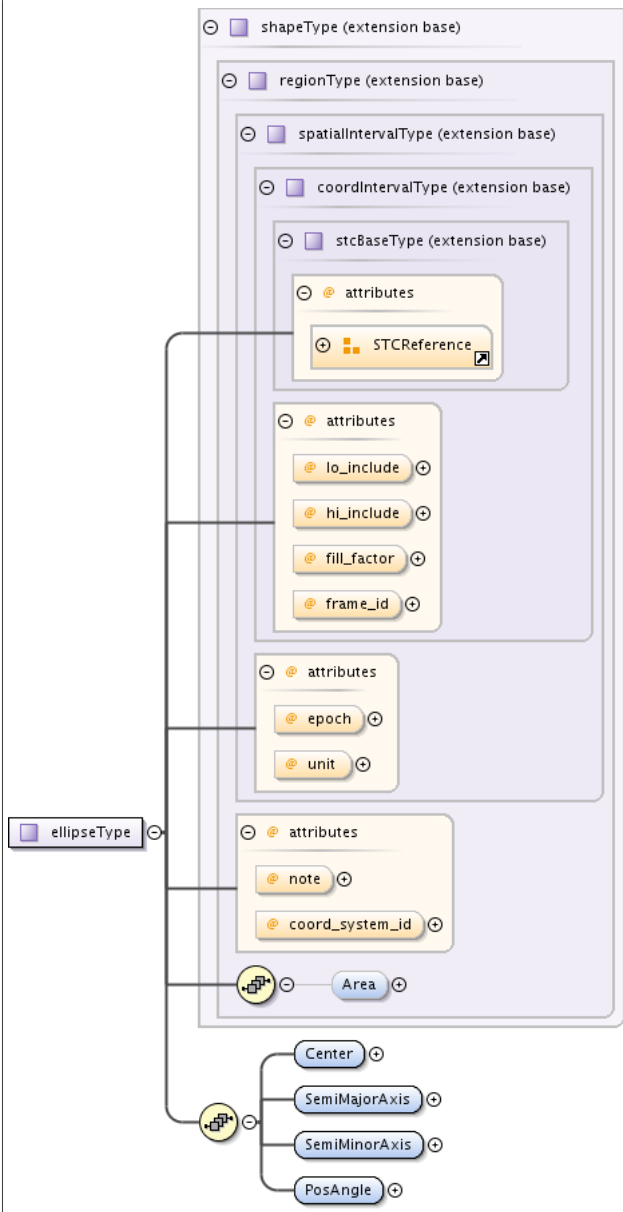 shapeType (extension base)
regionType (extension base)
spatialIntervalType (extension base)
coordIntervalType (extension base)
stcBaseType (extension base)
@ attributes
STCReference
@ attributes
@ lo_include
@ hi_include
@ fill_factor
@ frame_id
@ attributes
@ epoch
@ unit
ellipseType
@ attributes
@ note
@ coord_system_id
Area
Center
SemiMajorAxis
SemiMinorAxis
PosAngle